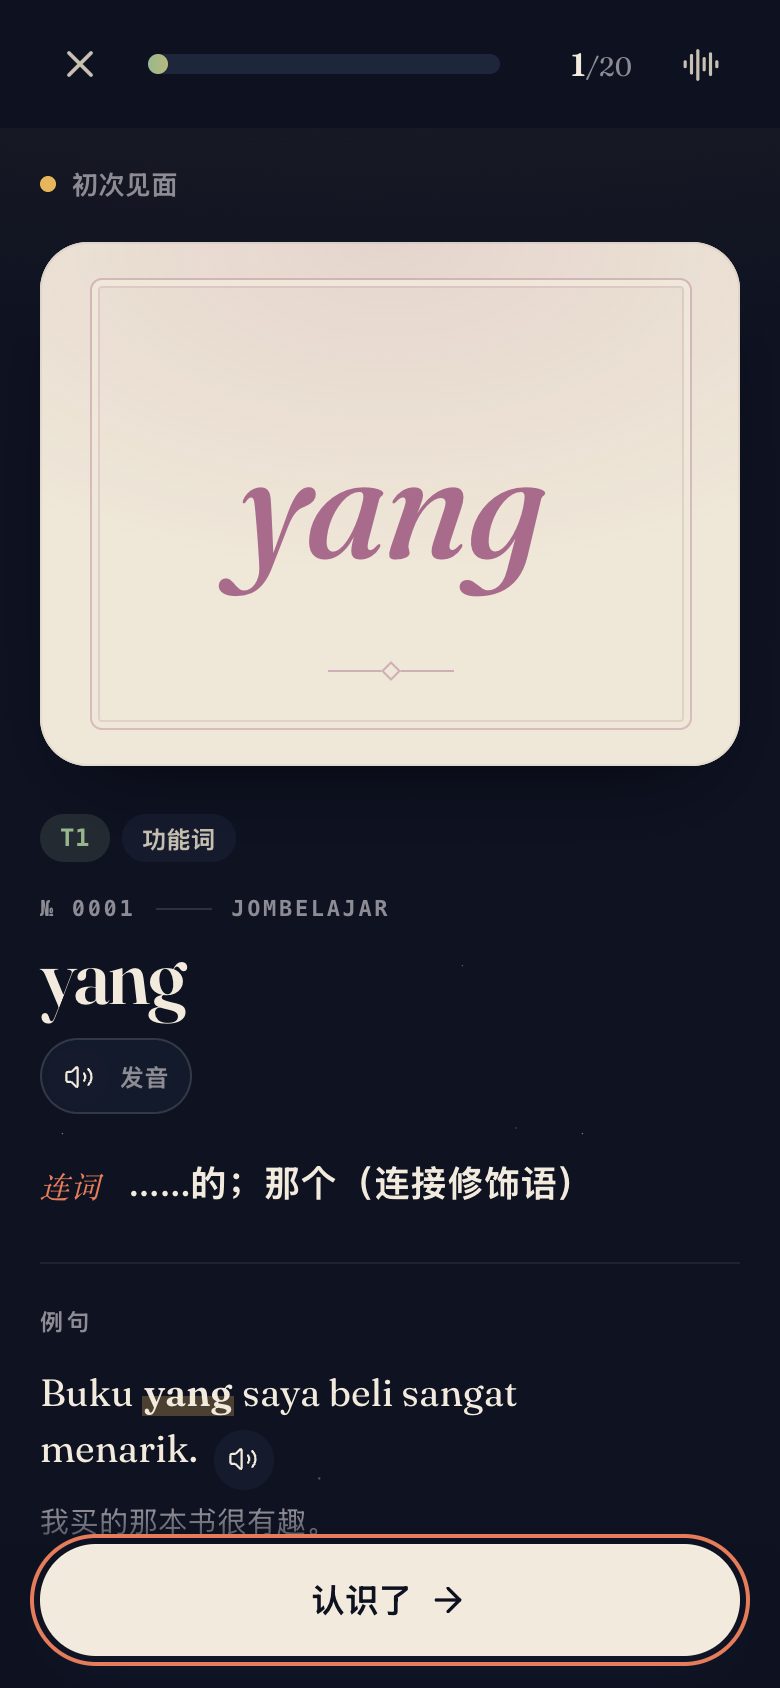 1/20
初次见面
yang
T1 功能词
№ 0001 JOMBELAJAR
yang
发音
连词 ……的；那个（连接修饰语）
例句
Buku yang saya beli sangat
menarik.
我买的那本书很有趣。
认识了 →